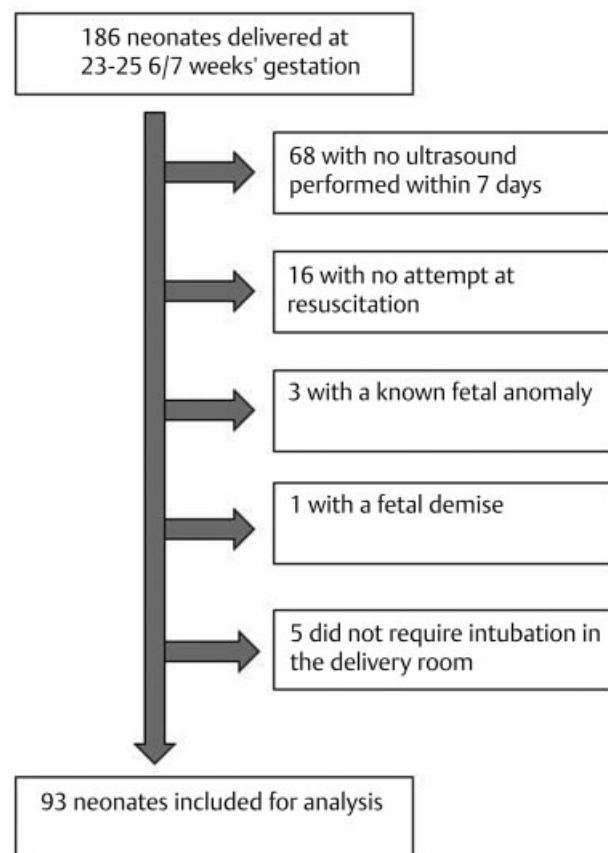 186 neonates delivered at
23-25 6/7 weeks' gestation
68 with no ultrasound
performed within 7 days
16 with no attempt at
resuscitation
3 with a known fetal anomaly
1 with a fetal demise
5 did not require intubation in
the delivery room
93 neonates included for analysis